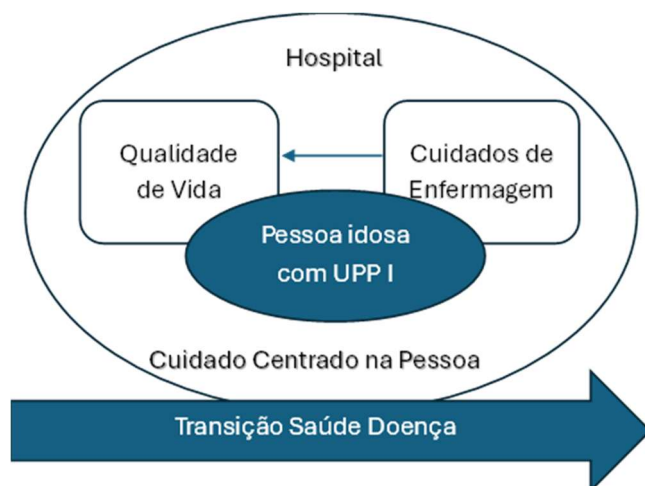 Hospital
Qualidade
de Vida
Cuidados de
Enfermagem
Pessoa idosa
com UPP I
Cuidado Centrado na Pessoa
Transição Saúde Doença